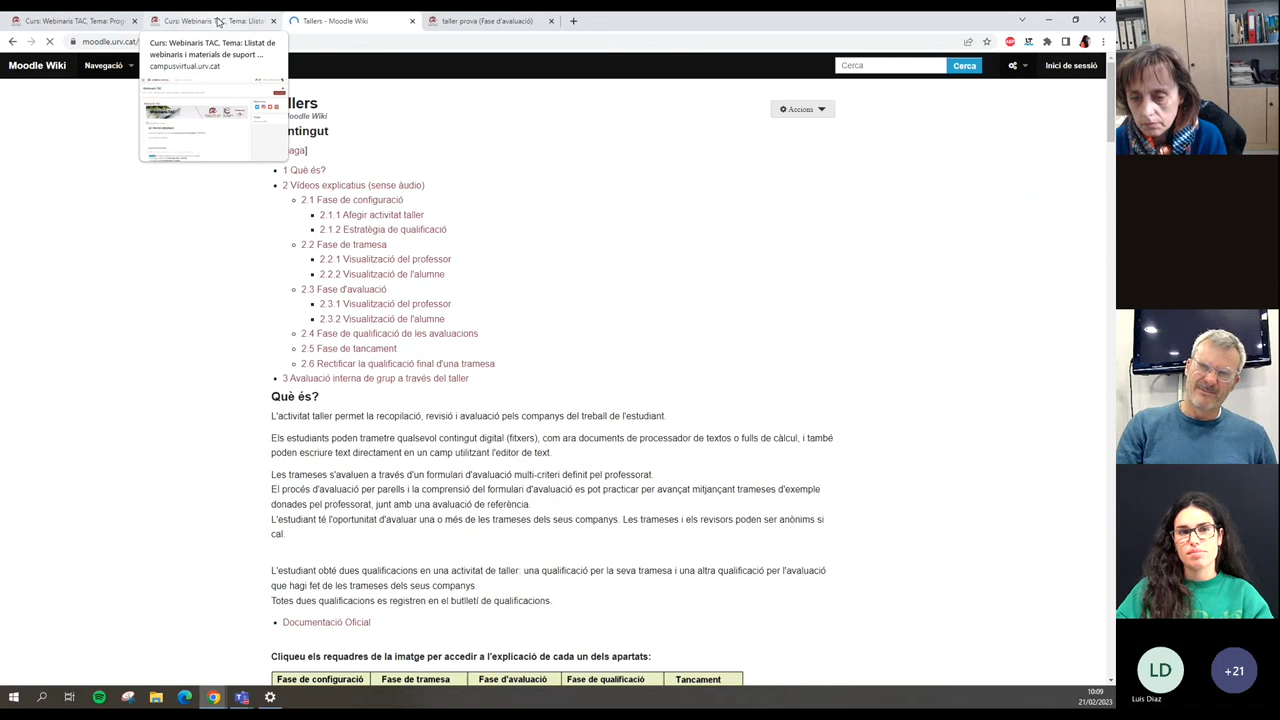 Curs: Webinaris TAC, Tema: Prog
Curs: Webinaris TAC, Tema: Llista
Tallers - Moodle Wiki
taller prova (Fase d'avaluació)
moodle.urv.cat/
Curs: Webinaris TAC, Tema: Llistat de
webinaris i materials de suport ...
campusvirtual.urv.cat
Moodle Wiki
Navegació
Cerca
Cerca
Inici de sessió
allers
Moodle Wiki
Accions
ntingut
aga]
1 Què és?
2 Vídeos explicatius (sense àudio)
2.1 Fase de configuració
2.1.1 Afegir activitat taller
2.1.2 Estratègia de qualificació
2.2 Fase de tramesa
2.2.1 Visualització del professor
2.2.2 Visualització de l'alumne
2.3 Fase d'avaluació
2.3.1 Visualització del professor
2.3.2 Visualització de l'alumne
2.4 Fase de qualificació de les avaluacions
2.5 Fase de tancament
2.6 Rectificar la qualificació final d'una tramesa
3 Avaluació interna de grup a través del taller
Què és?
L'activitat taller permet la recopilació, revisió i avaluació pels companys del treball de l'estudiant.
Els estudiants poden trametre qualsevol contingut digital (fitxers), com ara documents de processador de textos o fulls de càlcul, i també
poden escriure text directament en un camp utilitzant l'editor de text.
Les trameses s'avaluen a través d'un formulari d'avaluació multi-criteri definit pel professorat.
El procés d'avaluació per parells i la comprensió del formulari d'avaluació es pot practicar per avançat mitjançant trameses d'exemple
donades pel professorat, junt amb una avaluació de referència.
L'estudiant té l'oportunitat d'avaluar una o més de les trameses dels seus companys. Les trameses i els revisors poden ser anònims si
cal.
L'estudiant obté dues qualificacions en una activitat de taller: una qualificació per la seva tramesa i una altra qualificació per l'avaluació
que hagi fet de les trameses dels seus companys.
Totes dues qualificacions es registren en el butlletí de qualificacions.
Documentació Oficial
Cliqueu els requadres de la imatge per accedir a l'explicació de cada un dels apartats:
Fase de configuració Fase de tramesa Fase d'avaluació Fase de qualificació Tancament
LD
+21
Luis Diaz
10:09
21/02/2023